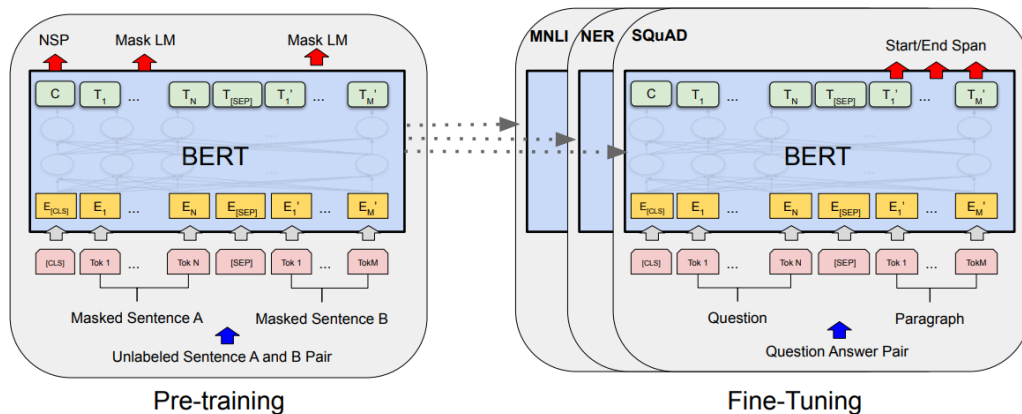 NSP Mask LM Mask LM
C T1 ... TN T[SEP] T1' ... TM'
BERT
E[CLS] E1 ... EN E[SEP] E1' ... EM'
[CLS] Tok 1 ... Tok N [SEP] Tok 1 ... TokM
Masked Sentence A Masked Sentence B
Unlabeled Sentence A and B Pair
Pre-training
MNLI NER SQuAD
Start/End Span
C T1 ... TN T[SEP] T1' ... TM'
BERT
E[CLS] E1 ... EN E[SEP] E1' ... EM'
[CLS] Tok 1 ... Tok N [SEP] Tok 1 ... TokM
Question Paragraph
Question Answer Pair
Fine-Tuning